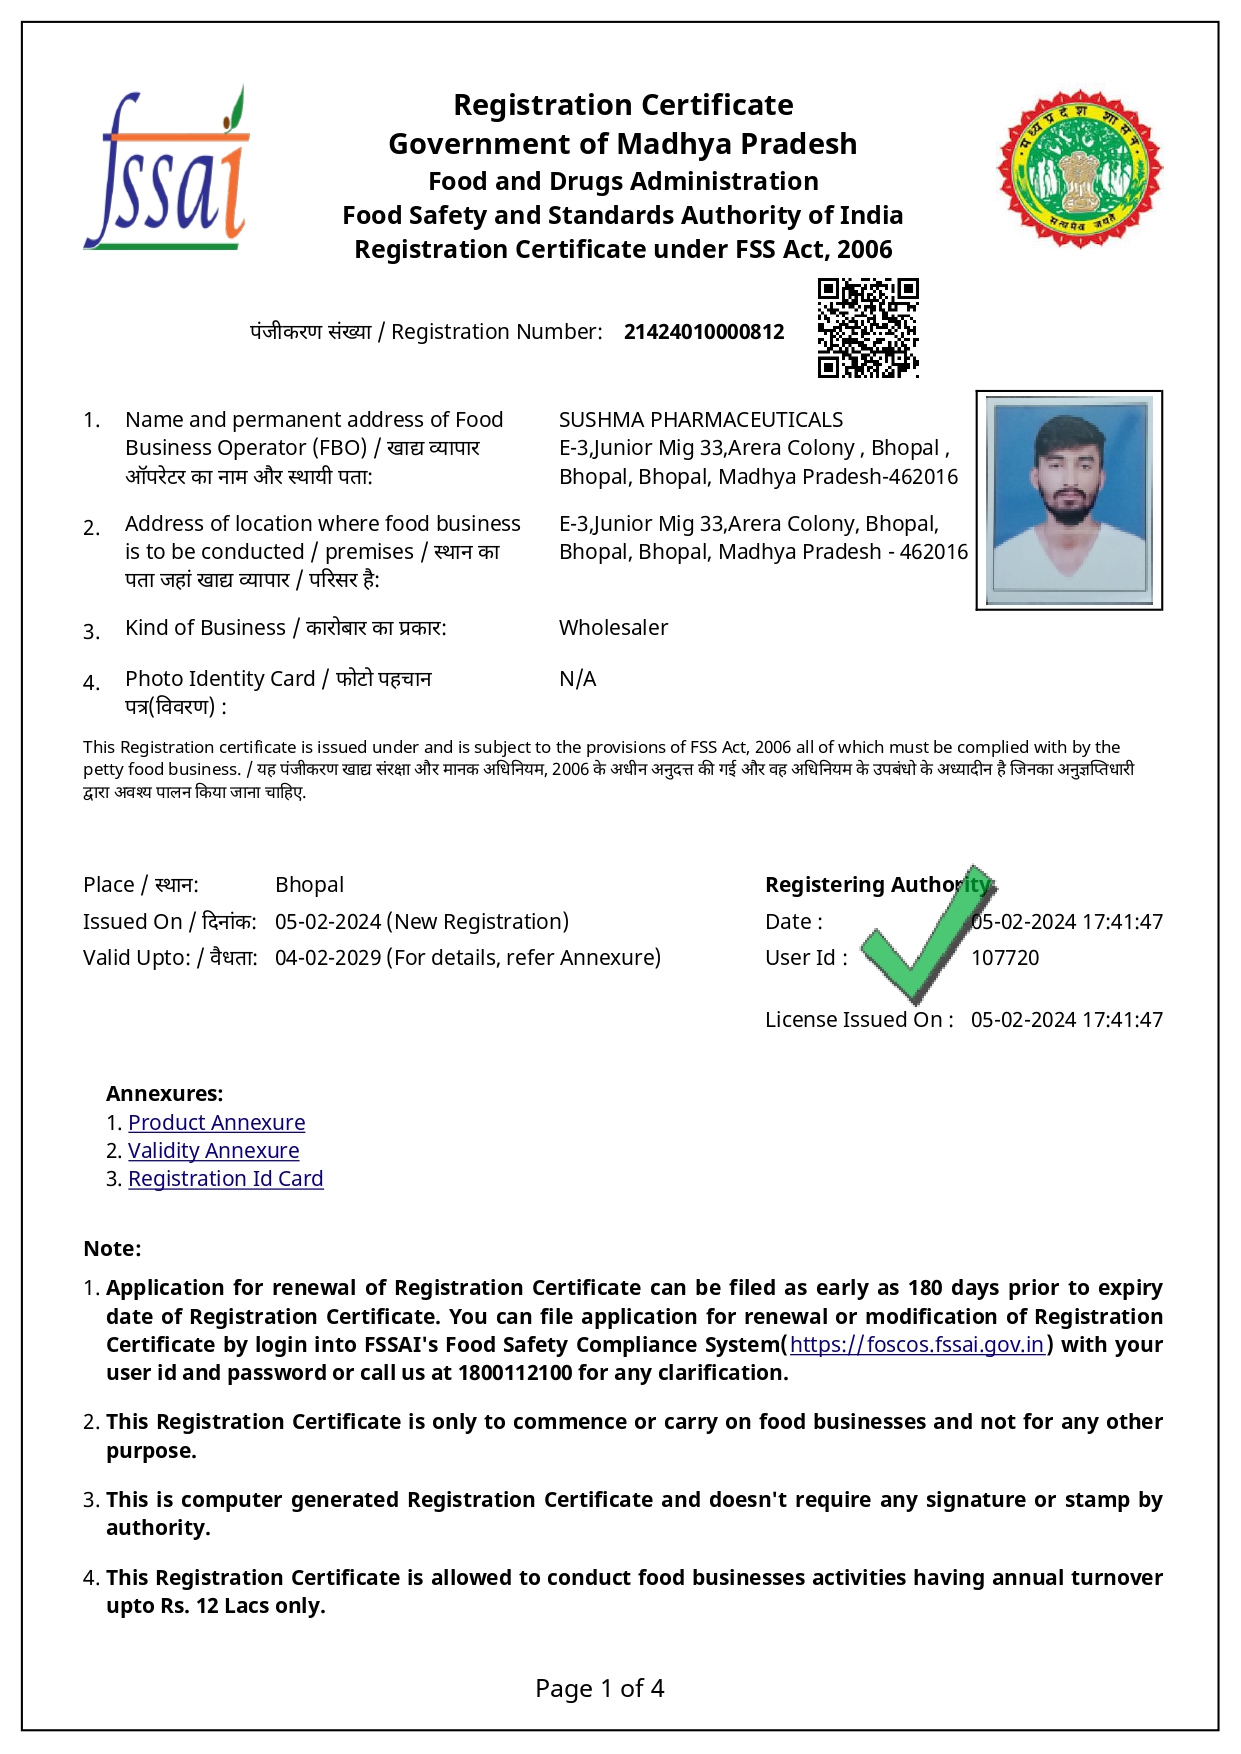 fssai
Registration Certificate
Government of Madhya Pradesh
Food and Drugs Administration
Food Safety and Standards Authority of India
Registration Certificate under FSS Act, 2006
मध्य प्रदेश शासन
सत्यमेव जयते
पंजीकरण संख्या / Registration Number: 21424010000812
1. Name and permanent address of Food
Business Operator (FBO) / खाद्य व्यापार
ऑपरेटर का नाम और स्थायी पता:
SUSHMA PHARMACEUTICALS
E-3,Junior Mig 33,Arera Colony , Bhopal ,
Bhopal, Bhopal, Madhya Pradesh-462016
2. Address of location where food business
is to be conducted / premises / स्थान का
पता जहां खाद्य व्यापार / परिसर है:
E-3,Junior Mig 33,Arera Colony, Bhopal,
Bhopal, Bhopal, Madhya Pradesh - 462016
3. Kind of Business / कारोबार का प्रकार: Wholesaler
4. Photo Identity Card / फोटो पहचान
पत्र(विवरण) :
N/A
This Registration certificate is issued under and is subject to the provisions of FSS Act, 2006 all of which must be complied with by the
petty food business. / यह पंजीकरण खाद्य संरक्षा और मानक अधिनियम, 2006 के अधीन अनुदत्त की गई और वह अधिनियम के उपबंधो के अध्यादीन है जिनका अनुज्ञप्तिधारी
द्वारा अवश्य पालन किया जाना चाहिए.
Place / स्थान: Bhopal
Issued On / दिनांक: 05-02-2024 (New Registration)
Valid Upto: / वैधता: 04-02-2029 (For details, refer Annexure)
Registering Authority
Date : 05-02-2024 17:41:47
User Id : 107720
License Issued On : 05-02-2024 17:41:47
Annexures:
1. Product Annexure
2. Validity Annexure
3. Registration Id Card
Note:
1. Application for renewal of Registration Certificate can be filed as early as 180 days prior to expiry
date of Registration Certificate. You can file application for renewal or modification of Registration
Certificate by login into FSSAI's Food Safety Compliance System(https://foscos.fssai.gov.in) with your
user id and password or call us at 1800112100 for any clarification.
2. This Registration Certificate is only to commence or carry on food businesses and not for any other
purpose.
3. This is computer generated Registration Certificate and doesn't require any signature or stamp by
authority.
4. This Registration Certificate is allowed to conduct food businesses activities having annual turnover
upto Rs. 12 Lacs only.
Page 1 of 4